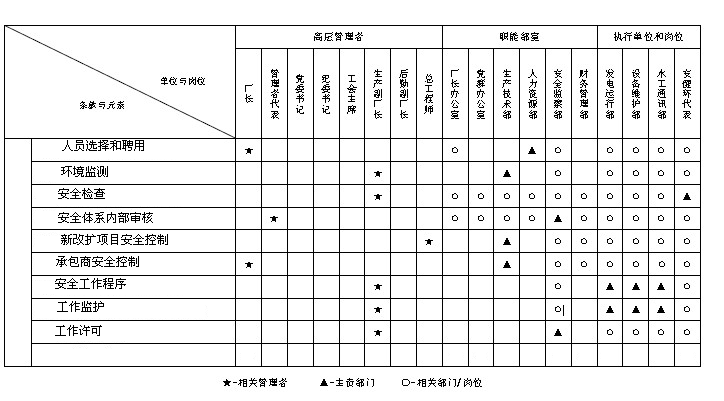 高层管理者 职能部室 执行单位和岗位
单位与岗位
条款与元素
厂长 管理者代表 党委书记 纪委书记 工会主席 生产副厂长 后勤副厂长 总工程师 厂长办公室 党群办公室 生产技术部 人力资源部 安全监察部 财务管理部 发电运行部 设备维护部 水工通讯部 安健环代表
人员选择和聘用 ★ ○ ▲ ○ ○ ○ ○ ○
环境监测 ★ ▲ ○ ○ ○ ○ ○
安全检查 ★ ○ ○ ○ ○ ○ ○ ○ ○ ○ ▲
安全体系内部审核 ★ ○ ○ ○ ○ ▲ ○ ○ ○ ○ ○
新改扩项目安全控制 ★ ▲ ○ ○ ○ ○ ○ ○
承包商安全控制 ★ ▲ ○ ○ ○ ○ ○ ○
安全工作程序 ★ ○ ▲ ▲ ▲ ○
工作监护 ★ ○ ▲ ▲ ▲ ○
工作许可 ★ ▲ ○ ○ ○ ○
★-相关管理者 ▲-主责部门 ○-相关部门/岗位